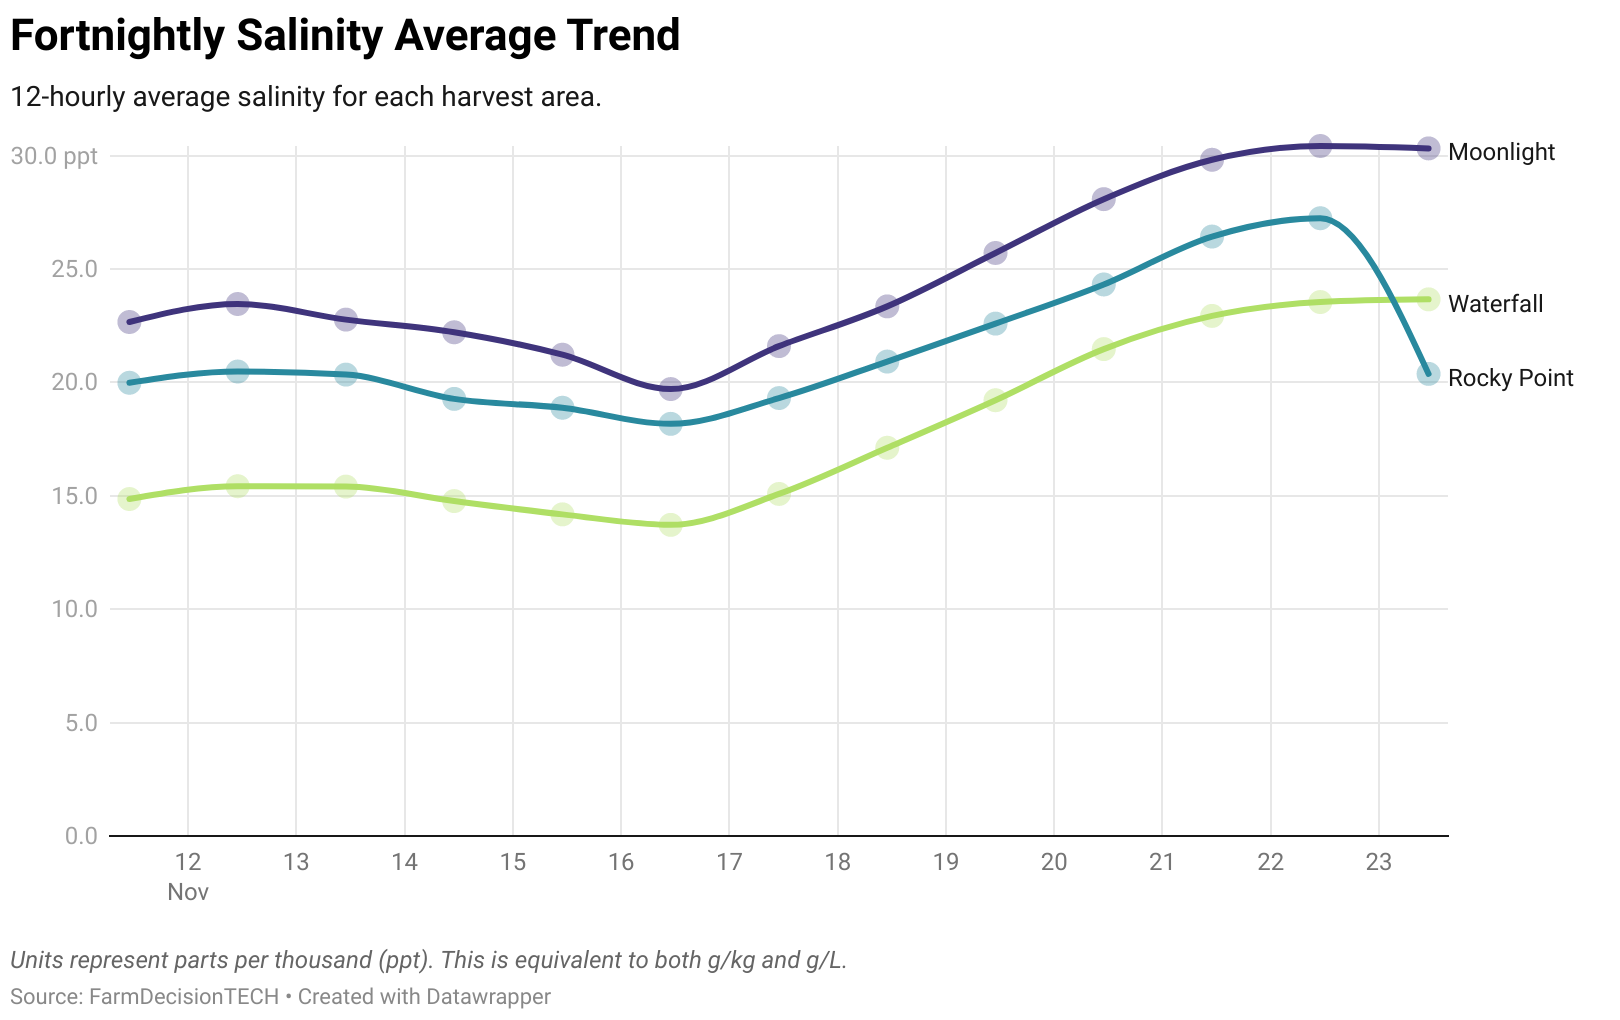 Fortnightly Salinity Average Trend
12-hourly average salinity for each harvest area.
30.0 ppt
25.0
20.0
15.0
10.0
5.0
0.0
Moonlight
Waterfall
Rocky Point
12 13 14 15 16 17 18 19 20 21 22 23
Nov
Units represent parts per thousand (ppt). This is equivalent to both g/kg and g/L.
Source: FarmDecisionTECH • Created with Datawrapper